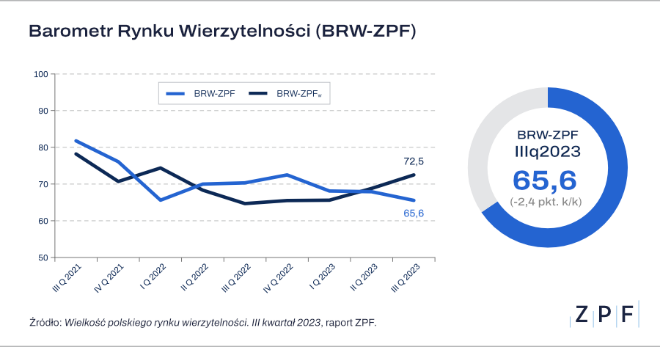 Barometr Rynku Wierzytelności (BRW-ZPF)
100
90
80
70
60
50
BRW-ZPF
BRW-ZPFₑ
72,5
65,6
III Q 2021
IV Q 2021
I Q 2022
II Q 2022
III Q 2022
IV Q 2022
I Q 2023
II Q 2023
III Q 2023
BRW-ZPF
IIIq2023
65,6
(-2,4 pkt. k/k)
Źródło: Wielkość polskiego rynku wierzytelności. III kwartał 2023, raport ZPF.
ZPF